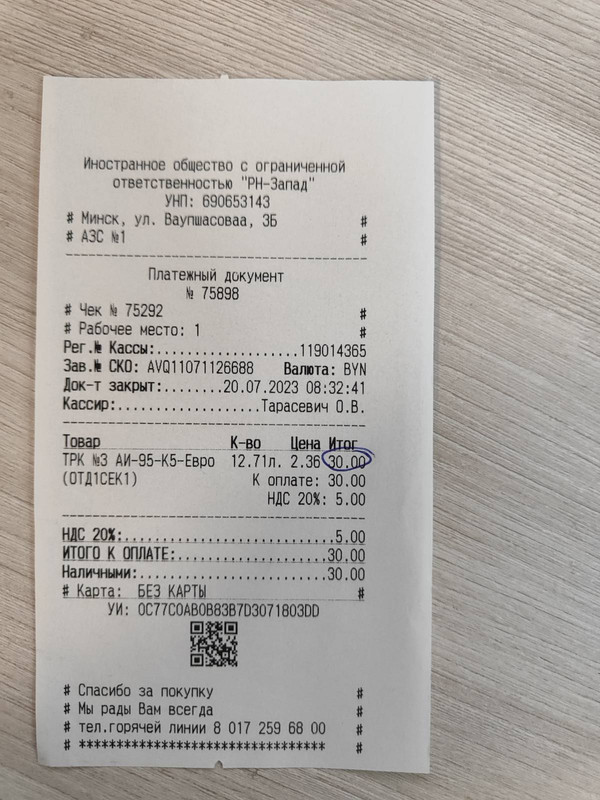 Иностранное общество с ограниченной
ответственностью "РН-Запад"
УНП: 690653143
# Минск, ул. Ваупшасоваа, 3Б #
# АЗС №1 #
Платежный документ
№ 75898
# Чек № 75292 #
# Рабочее место: 1 #
Рег.№ Кассы:.....................119014365
Зав.№ СКО: AVQ11071126688 Валюта: BYN
Док-т закрыт:........20.07.2023 08:32:41
Кассир:...................Тарасевич О.В.
Товар К-во Цена Итог
ТРК №3 АИ-95-К5-Евро 12.71л. 2.36 30.00
(ОТД1СЕК1) К оплате: 30.00
НДС 20%: 5.00
НДС 20%:............................5.00
ИТОГО К ОПЛАТЕ:....................30.00
Наличными:.........................30.00
# Карта: БЕЗ КАРТЫ #
УИ: 0C77C0AB0B83B7D3071803DD
# Спасибо за покупку #
# Мы рады Вам всегда #
# тел.горячей линии 8 017 259 68 00 #
# ******************************** #